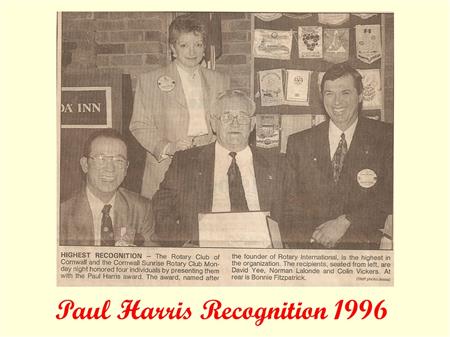 DA INN
HIGHEST RECOGNITION — The Rotary Club of
Cornwall and the Cornwall Sunrise Rotary Club Mon-
day night honored four individuals by presenting them
with the Paul Harris award. The award, named after
the founder of Rotary International, is the highest in
the organization. The recipients, seated from left, are
David Yee, Norman Lalonde and Colin Vickers. At
rear is Bonnie Fitzpatrick.
Paul Harris Recognition 1996